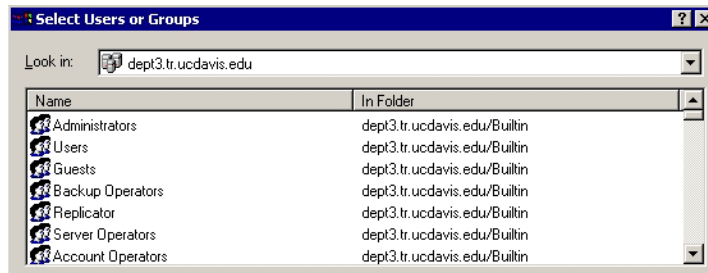 Select Users or Groups
Look in: dept3.tr.ucdavis.edu
Name In Folder
Administrators dept3.tr.ucdavis.edu/Builtin
Users dept3.tr.ucdavis.edu/Builtin
Guests dept3.tr.ucdavis.edu/Builtin
Backup Operators dept3.tr.ucdavis.edu/Builtin
Replicator dept3.tr.ucdavis.edu/Builtin
Server Operators dept3.tr.ucdavis.edu/Builtin
Account Operators dept3.tr.ucdavis.edu/Builtin